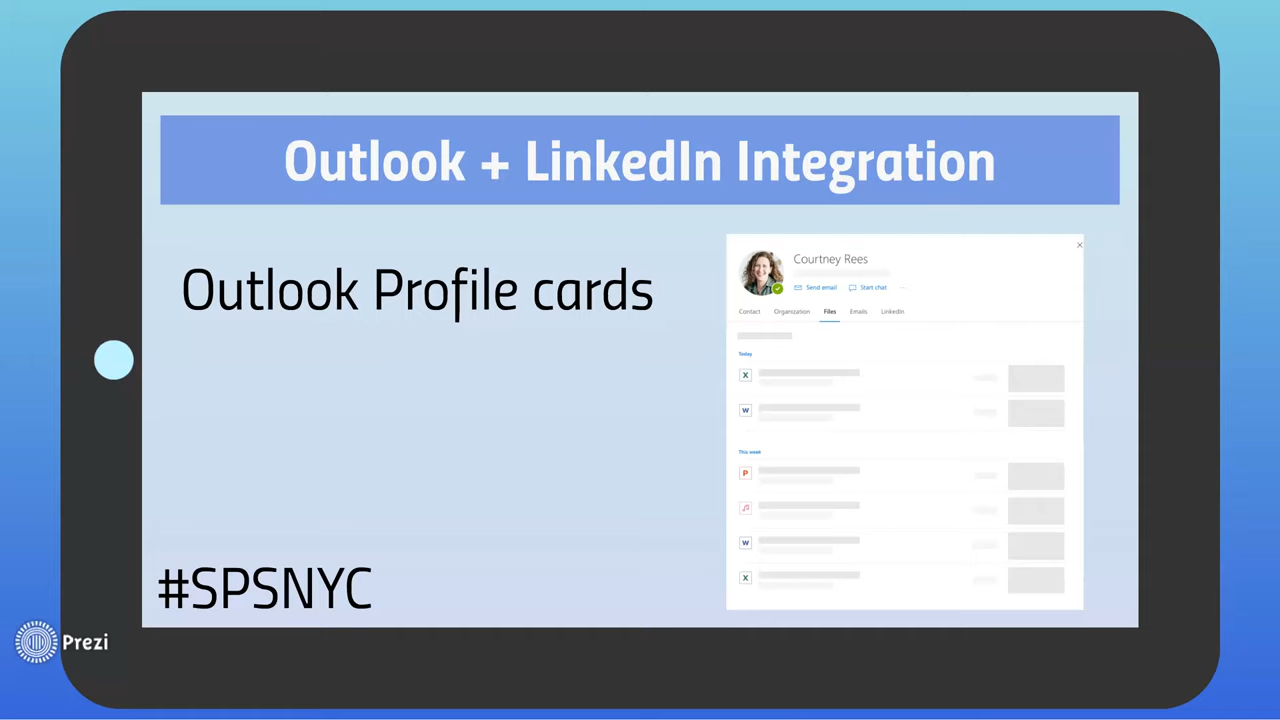 Outlook + LinkedIn Integration
Outlook Profile cards
Courtney Rees
Send email Start chat ...
Contact Organization Files Emails LinkedIn
Today
X
W
This week
P
W
X
#SPSNYC
Prezi